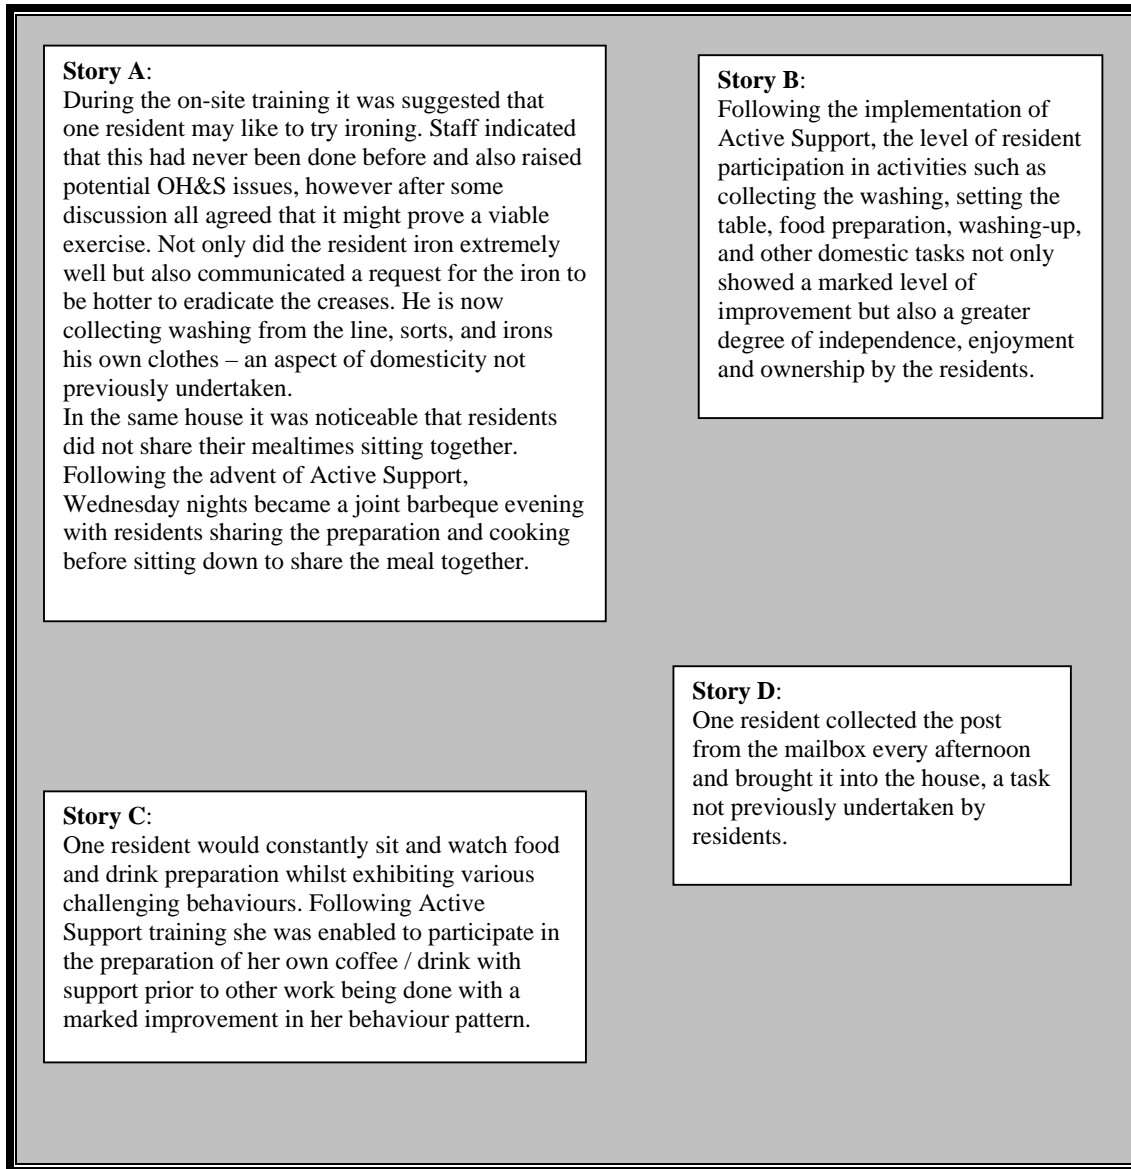 Story A:
During the on-site training it was suggested that
one resident may like to try ironing. Staff indicated
that this had never been done before and also raised
potential OH&S issues, however after some
discussion all agreed that it might prove a viable
exercise. Not only did the resident iron extremely
well but also communicated a request for the iron to
be hotter to eradicate the creases. He is now
collecting washing from the line, sorts, and irons
his own clothes – an aspect of domesticity not
previously undertaken.
In the same house it was noticeable that residents
did not share their mealtimes sitting together.
Following the advent of Active Support,
Wednesday nights became a joint barbeque evening
with residents sharing the preparation and cooking
before sitting down to share the meal together.
Story B:
Following the implementation of
Active Support, the level of resident
participation in activities such as
collecting the washing, setting the
table, food preparation, washing-up,
and other domestic tasks not only
showed a marked level of
improvement but also a greater
degree of independence, enjoyment
and ownership by the residents.
Story C:
One resident would constantly sit and watch food
and drink preparation whilst exhibiting various
challenging behaviours. Following Active
Support training she was enabled to participate in
the preparation of her own coffee / drink with
support prior to other work being done with a
marked improvement in her behaviour pattern.
Story D:
One resident collected the post
from the mailbox every afternoon
and brought it into the house, a task
not previously undertaken by
residents.